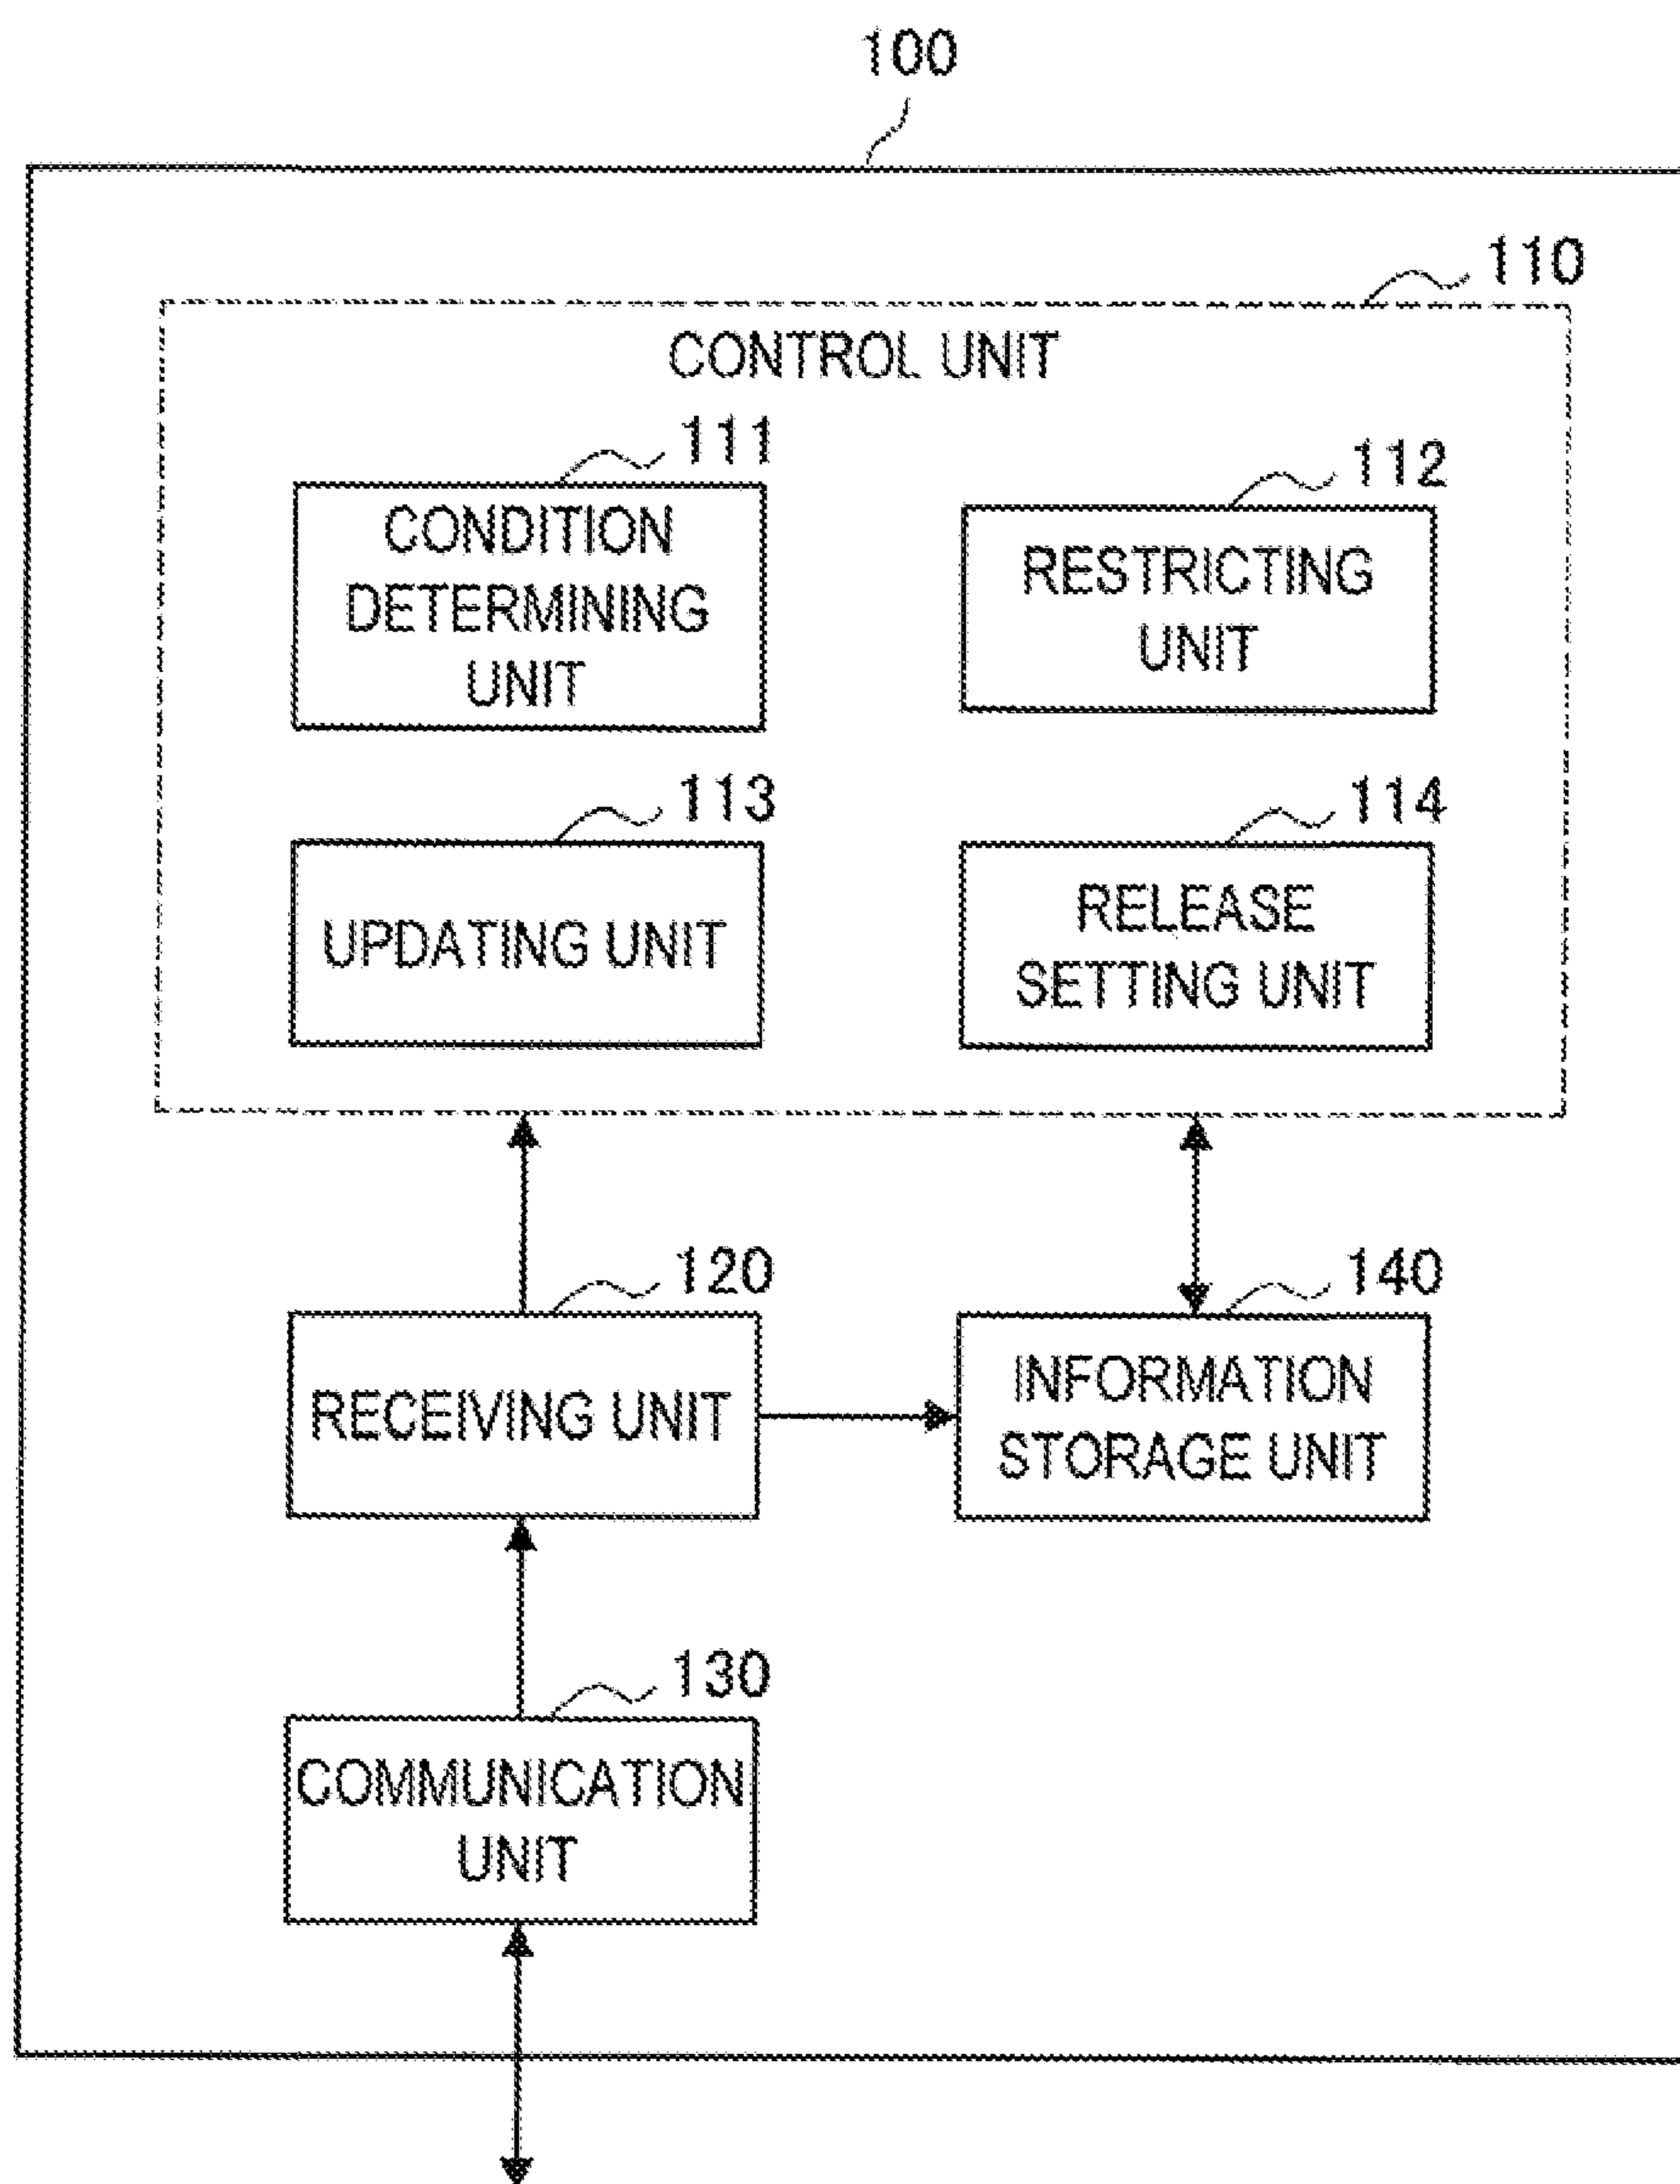 100
110
CONTROL UNIT
111
CONDITION
DETERMINING
UNIT
112
RESTRICTING
UNIT
113
UPDATING UNIT
114
RELEASE
SETTING UNIT
120
RECEIVING UNIT
140
INFORMATION
STORAGE UNIT
130
COMMUNICATION
UNIT